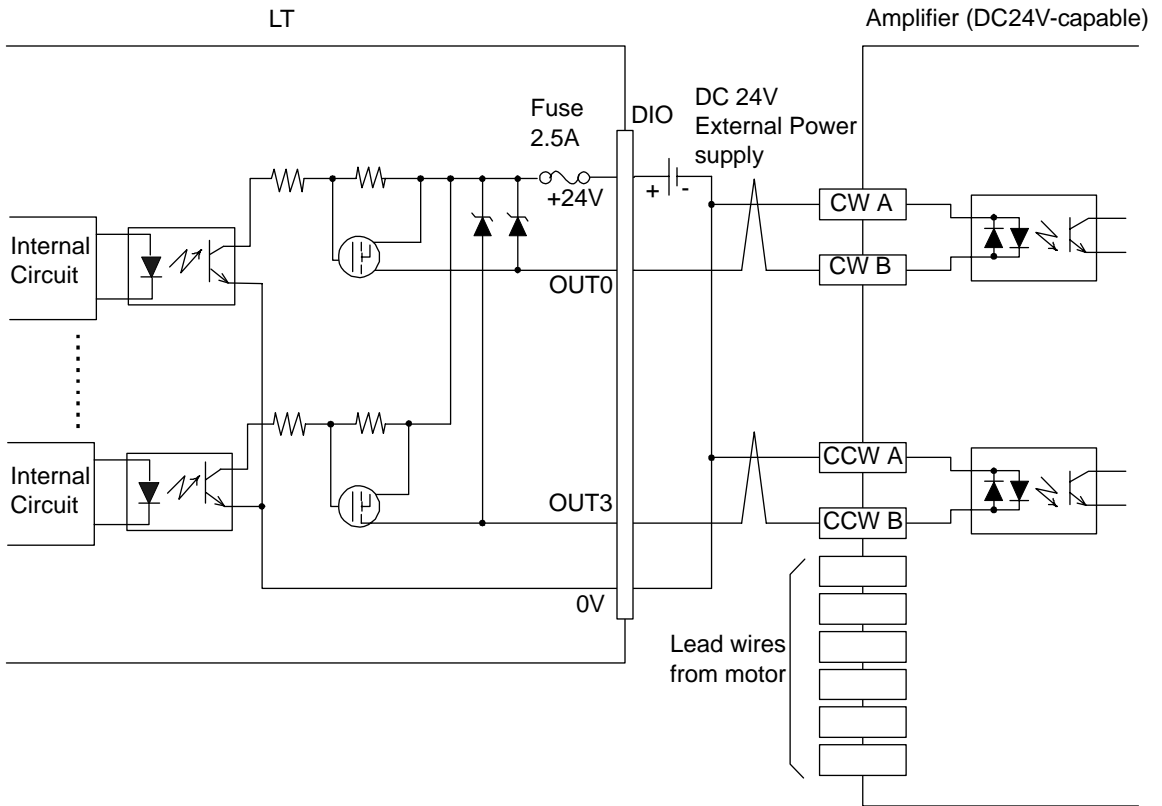 LT
Amplifier (DC24V-capable)
Fuse
2.5A
DIO
DC 24V
External Power
supply
+24V
+
-
CW A
CW B
Internal
Circuit
OUT0
CCW A
CCW B
Internal
Circuit
OUT3
0V
Lead wires
from motor